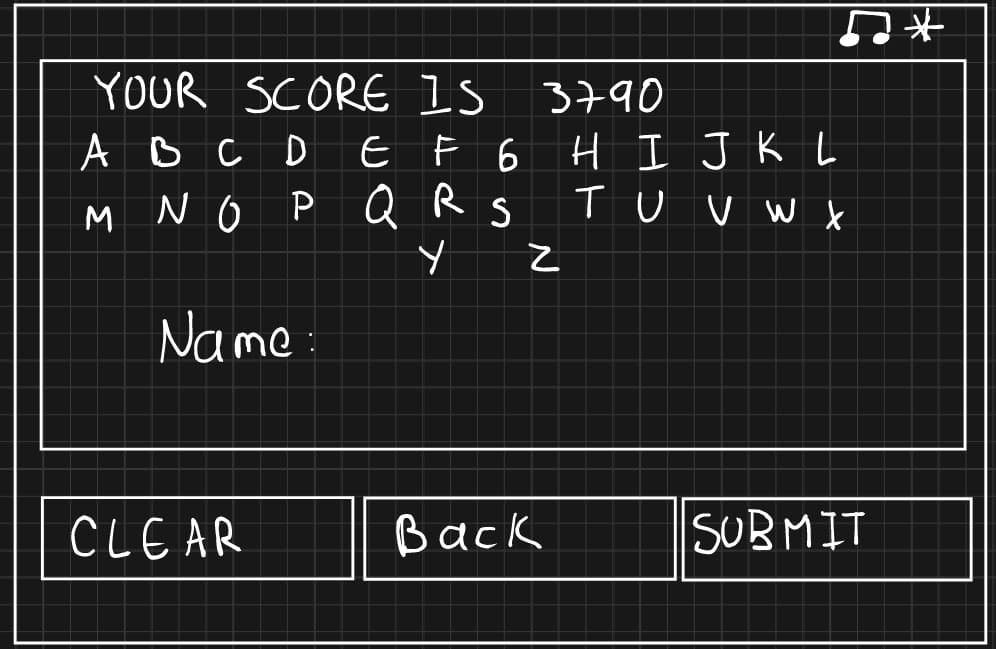 YOUR SCORE IS 3790
A B C D E F G H I J K L
M N O P Q R S T U V W X
Y Z
Name:
CLEAR Back SUBMIT